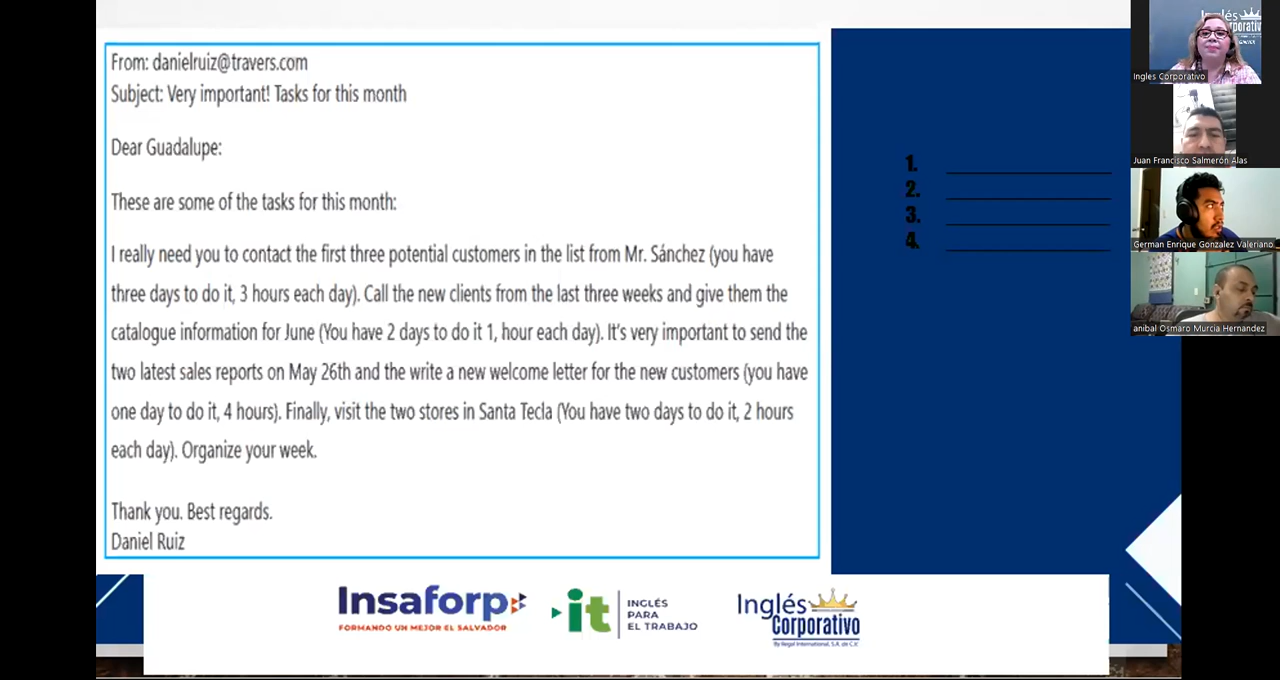 From: danielruiz@travers.com
Subject: Very important! Tasks for this month
Dear Guadalupe:
These are some of the tasks for this month:
I really need you to contact the first three potential customers in the list from Mr. Sánchez (you have
three days to do it, 3 hours each day). Call the new clients from the last three weeks and give them the
catalogue information for June (You have 2 days to do it 1, hour each day). It's very important to send the
two latest sales reports on May 26th and the write a new welcome letter for the new customers (you have
one day to do it, 4 hours). Finally, visit the two stores in Santa Tecla (You have two days to do it, 2 hours
each day). Organize your week.
Thank you. Best regards.
Daniel Ruiz
1.
2.
3.
4.
Insaforp
FORMANDO UN MEJOR EL SALVADOR
it
INGLÉS
PARA
EL TRABAJO
Inglés
Corporativo
By Regal International, S.A. de C.V.
Inglés
Corporativo
Ingles Corporativo
Juan Francisco Salmerón Alas
German Enrique Gonzalez Valeriano
anibal Osmaro Murcia Hernandez